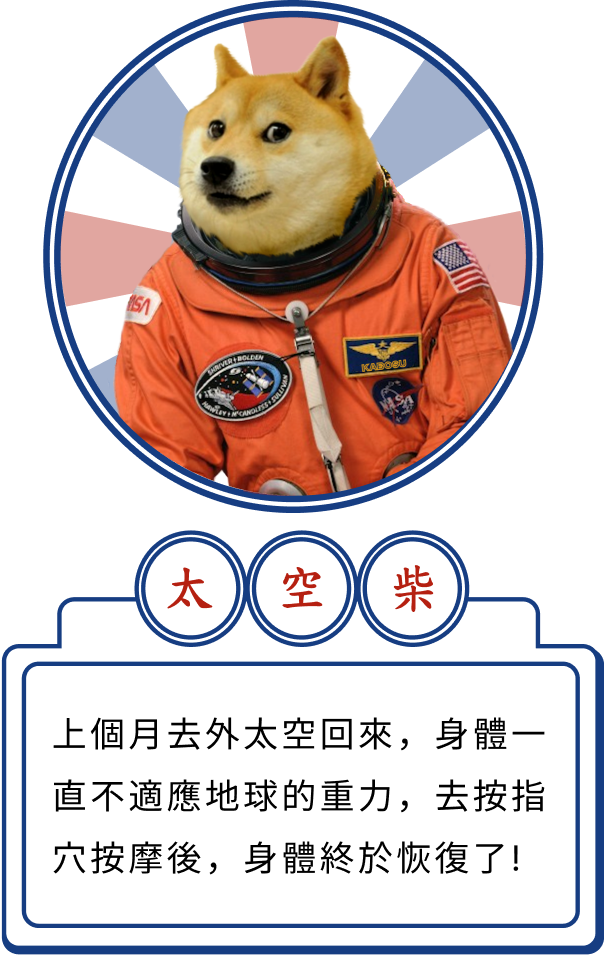 NASA
SHRIVER • BOLDEN
HAWLEY • McCANDLESS • SULLIVAN
KABOSU
NASA
太空柴
上個月去外太空回來，身體一
直不適應地球的重力，去按指
穴按摩後，身體終於恢復了!